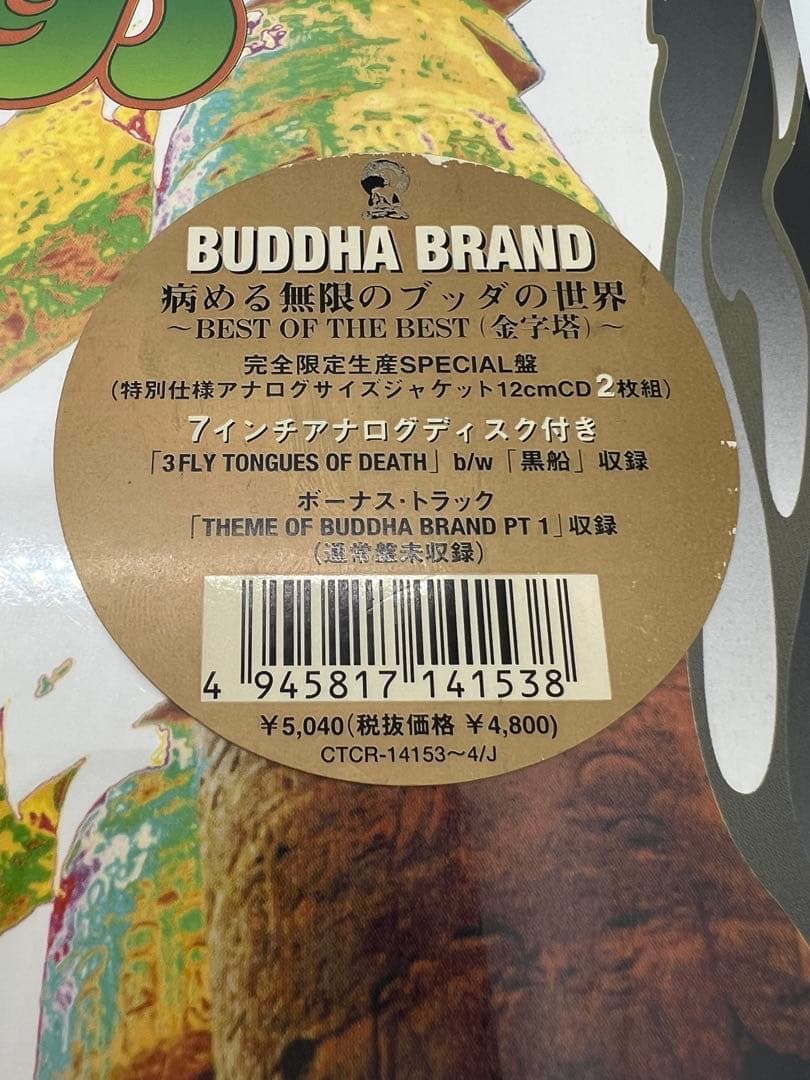 BUDDHA BRAND
病める無限のブッダの世界
～BEST OF THE BEST (金字塔)～
完全限定生産SPECIAL盤
(特別仕様アナログサイズジャケット12cmCD 2枚組)
7インチアナログディスク付き
「3 FLY TONGUES OF DEATH」 b/w 「黒船」 収録
ボーナス・トラック
「THEME OF BUDDHA BRAND PT 1」収録
(通常盤未収録)
4 945817 141538
¥5,040(税抜価格 ¥4,800)
CTCR-14153～4/J